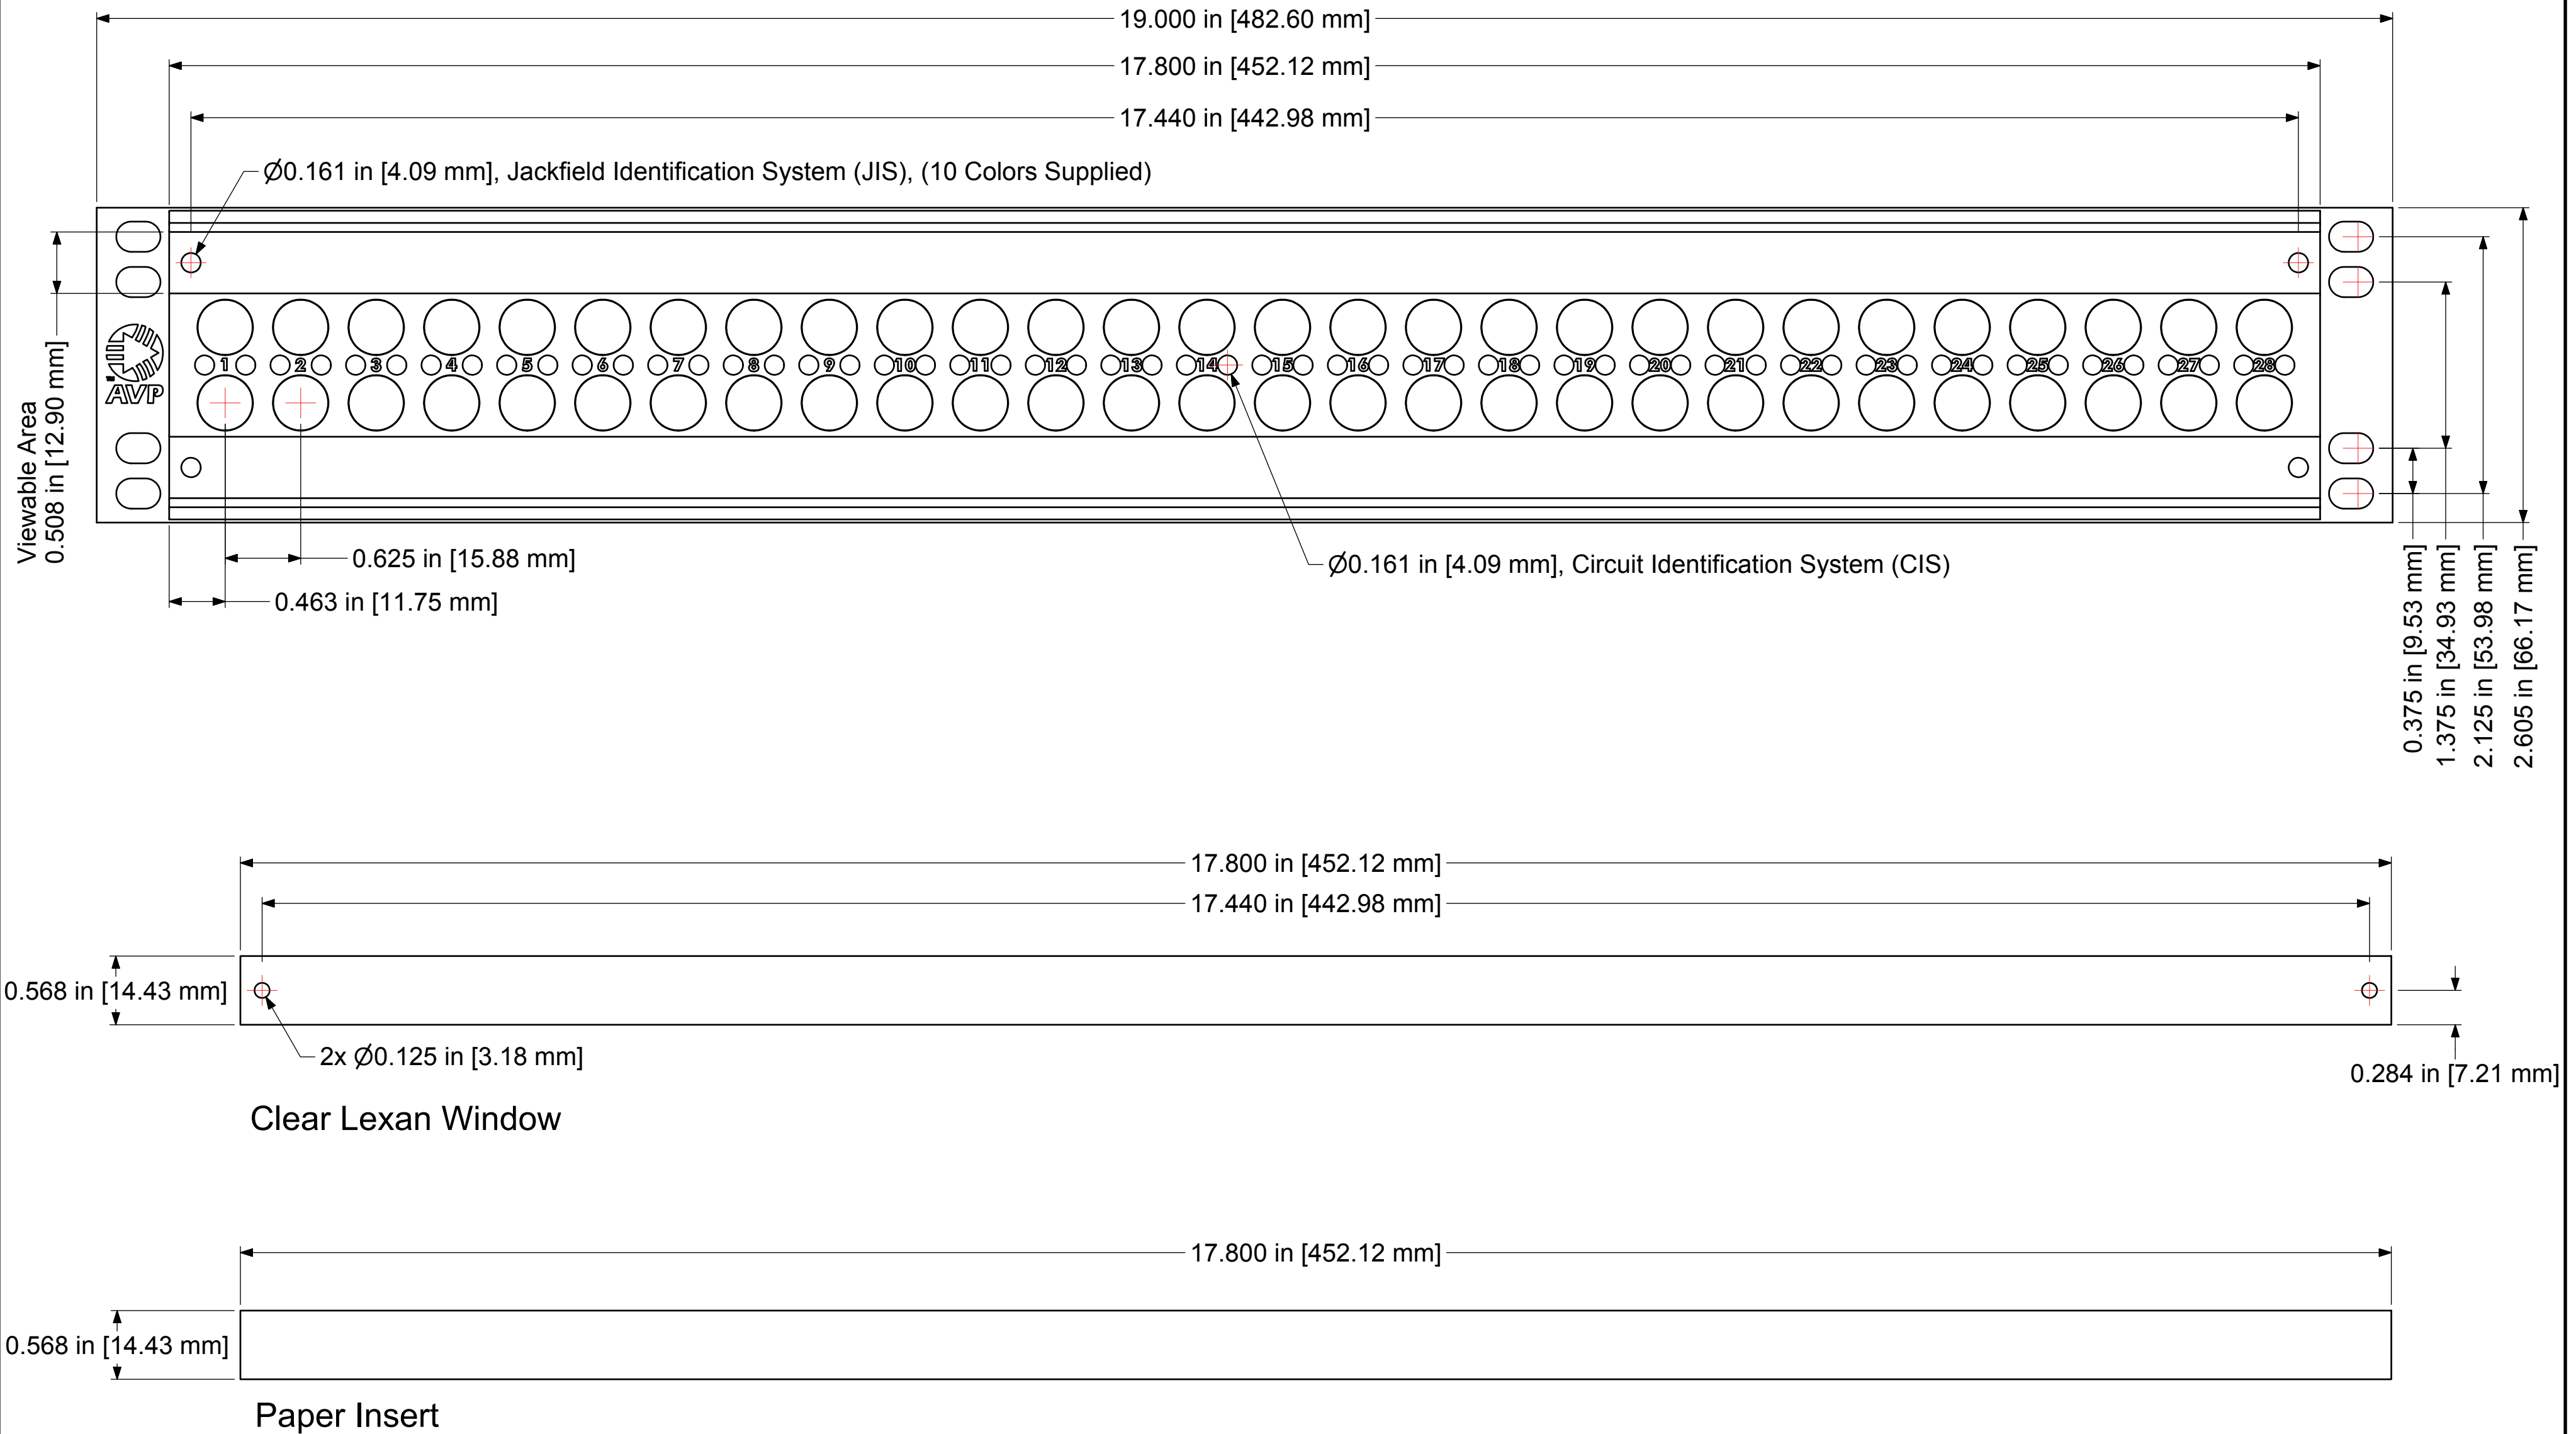 19.000 in [482.60 mm]
17.800 in [452.12 mm]
17.440 in [442.98 mm]
Ø0.161 in [4.09 mm], Jackfield Identification System (JIS), (10 Colors Supplied)
Viewable Area
0.508 in [12.90 mm]
AVP
1 2 3 4 5 6 7 8 9 10 11 12 13 14 15 16 17 18 19 20 21 22 23 24 25 26 27 28
0.625 in [15.88 mm]
0.463 in [11.75 mm]
Ø0.161 in [4.09 mm], Circuit Identification System (CIS)
0.375 in [9.53 mm]
1.375 in [34.93 mm]
2.125 in [53.98 mm]
2.605 in [66.17 mm]
17.800 in [452.12 mm]
17.440 in [442.98 mm]
0.568 in [14.43 mm]
2x Ø0.125 in [3.18 mm]
0.284 in [7.21 mm]
Clear Lexan Window
17.800 in [452.12 mm]
0.568 in [14.43 mm]
Paper Insert